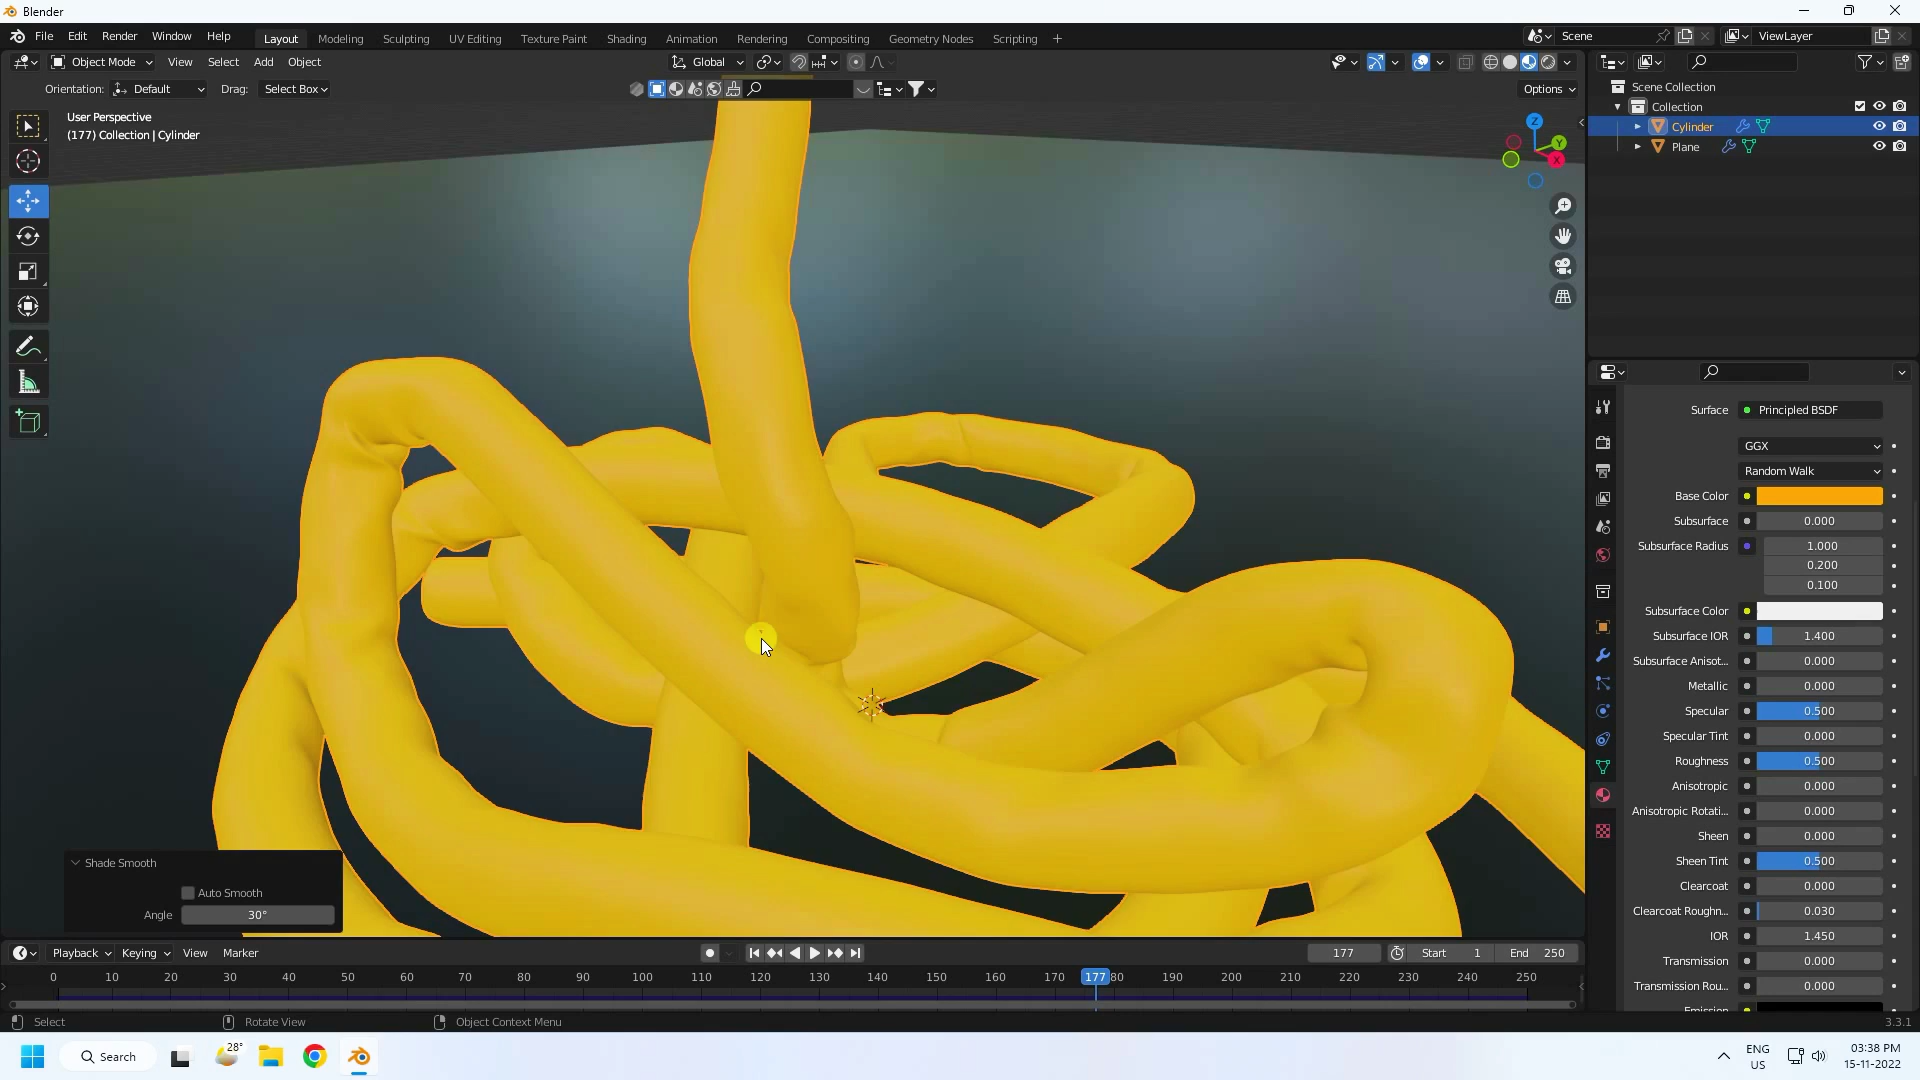 Blender
File Edit Render Window Help Layout Modeling Sculpting UV Editing Texture Paint Shading Animation Rendering Compositing Geometry Nodes Scripting + Scene ViewLayer
Object Mode View Select Add Object Global
Orientation: Default Drag: Select Box Options
User Perspective
(177) Collection | Cylinder
Z
Y
X
Scene Collection
Collection
Cylinder
Plane
Surface Principled BSDF
GGX
Random Walk
Base Color
Subsurface 0.000
Subsurface Radius 1.000
0.200
0.100
Subsurface Color
Subsurface IOR 1.400
Subsurface Anisot... 0.000
Metallic 0.000
Specular 0.500
Specular Tint 0.000
Roughness 0.500
Anisotropic 0.000
Anisotropic Rotati... 0.000
Sheen 0.000
Sheen Tint 0.500
Clearcoat 0.000
Clearcoat Roughn... 0.030
IOR 1.450
Transmission 0.000
Transmission Rou... 0.000
Emission
Shade Smooth
Auto Smooth
Angle 30°
Playback Keying View Marker 177 Start 1 End 250
0 10 20 30 40 50 60 70 80 90 100 110 120 130 140 150 160 170 177 80 190 200 210 220 230 240 250
Select Rotate View Object Context Menu 3.3.1
Search 28° ENG US 03:38 PM 15-11-2022